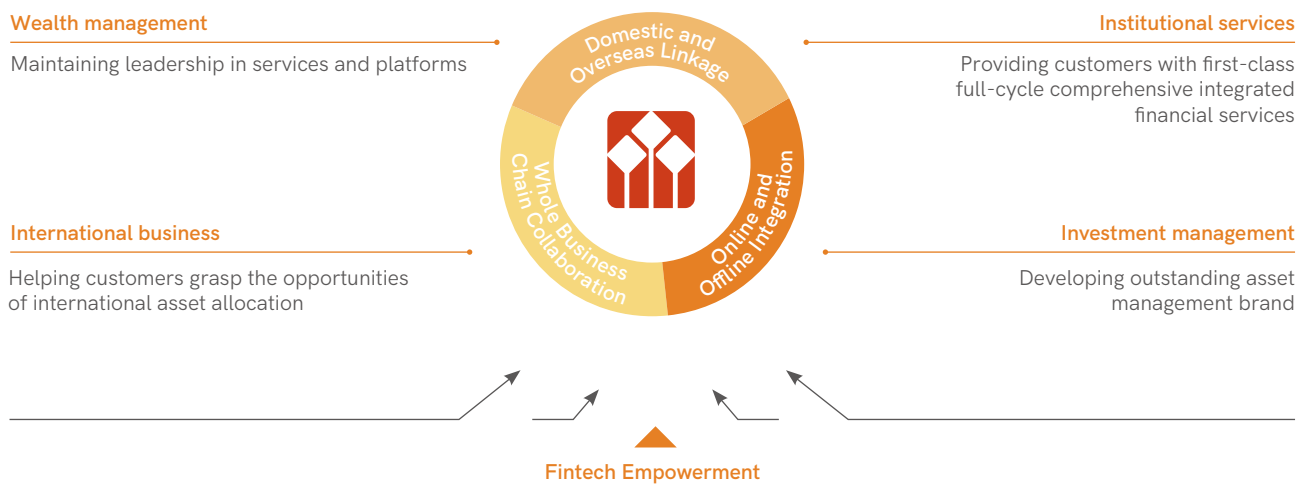 Wealth management
Maintaining leadership in services and platforms
Domestic and
Overseas Linkage
Institutional services
Providing customers with first-class
full-cycle comprehensive integrated
financial services
Whole Business
Chain Collaboration
Online and
Offline Integration
International business
Helping customers grasp the opportunities
of international asset allocation
Investment management
Developing outstanding asset
management brand
Fintech Empowerment